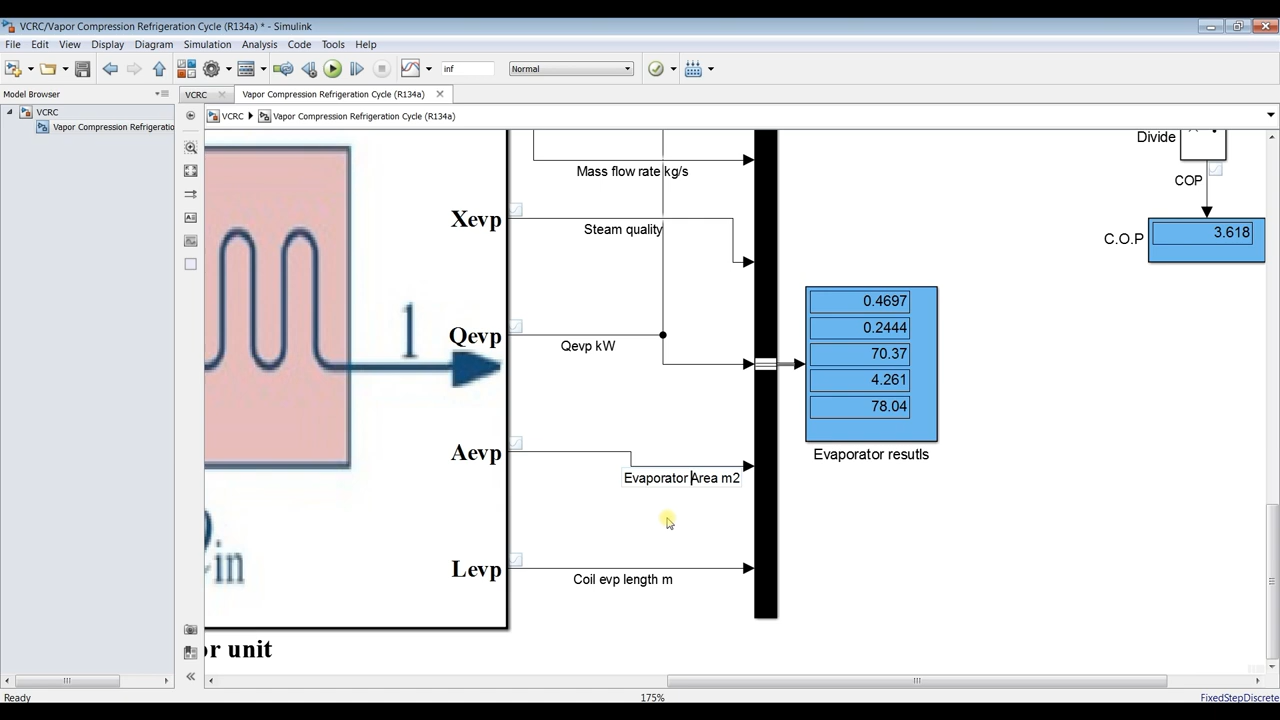 VCRC/Vapor Compression Refrigeration Cycle (R134a) * - Simulink
File Edit View Display Diagram Simulation Analysis Code Tools Help
inf
Normal
Model Browser
VCRC
Vapor Compression Refrigeration Cycle (R134a)
VCRC
Vapor Compression Refrigeratio
VCRC
Vapor Compression Refrigeration Cycle (R134a)
Divide
Mass flow rate kg/s
COP
Xevp
Steam quality
C.O.P
3.618
1
Qevp
Qevp kW
0.4697
0.2444
70.37
4.261
78.04
Evaporator resutls
Aevp
Evaporator Area m2
in
Levp
Coil evp length m
or unit
Ready
175%
FixedStepDiscrete